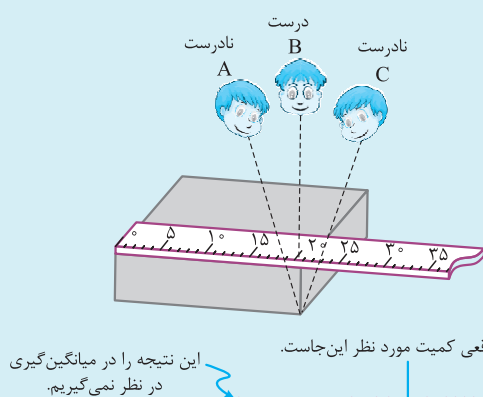 درست
B
نادرست
A
نادرست
C
۰ ۵ ۱۰ ۱۵ ۲۰ ۲۵ ۳۰ ۳۵
قعی کمیت مورد نظر این‌جاست.
این نتیجه را در میانگین‌گیری
در نظر نمی‌گیریم.